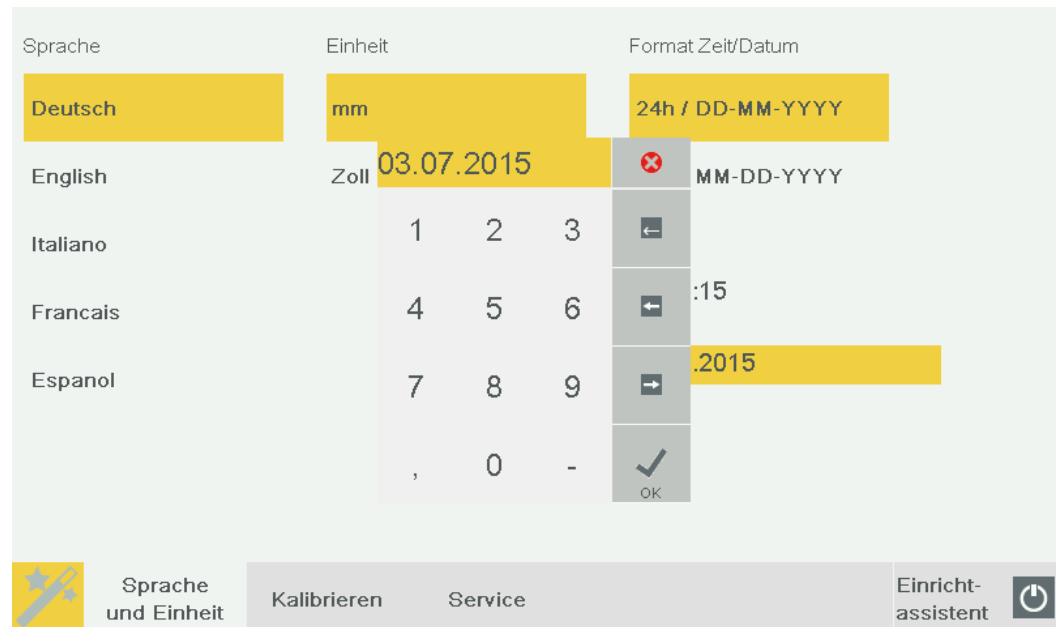 Sprache Einheit Format Zeit/Datum
Deutsch mm 24h / DD-MM-YYYY
03.07.2015
English Zoll MM-DD-YYYY
1 2 3
Italiano
:15
Francais 4 5 6
.2015
Espanol 7 8 9
, 0 -
OK
Sprache
und Einheit
Kalibrieren
Service
Einricht-
assistent